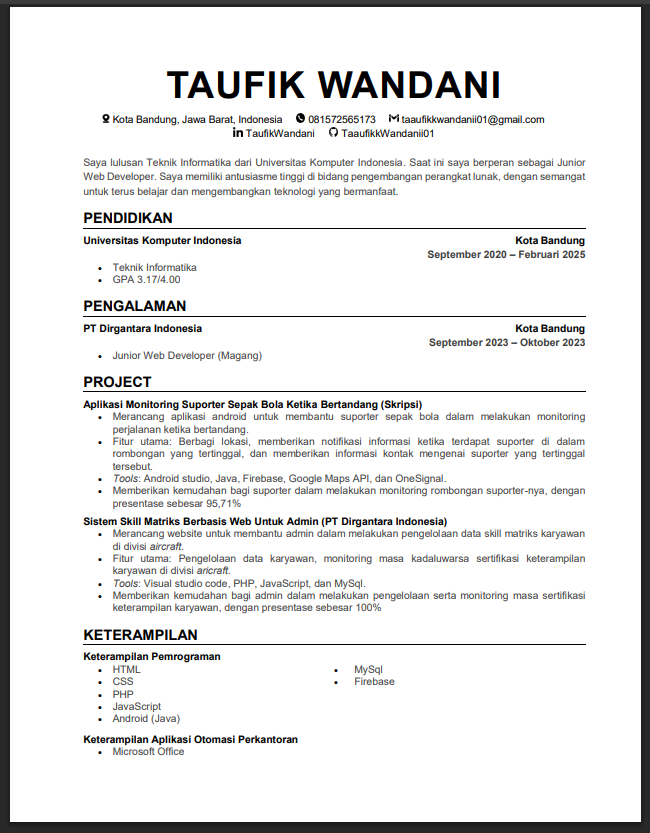 TAUFIK WANDANI
Kota Bandung, Jawa Barat, Indonesia 081572565173 taaufikkwandanii01@gmail.com
TaufikWandani TaaufikkWandanii01
Saya lulusan Teknik Informatika dari Universitas Komputer Indonesia. Saat ini saya berperan sebagai Junior
Web Developer. Saya memiliki antusiasme tinggi di bidang pengembangan perangkat lunak, dengan semangat
untuk terus belajar dan mengembangkan teknologi yang bermanfaat.
PENDIDIKAN
Universitas Komputer Indonesia Kota Bandung
September 2020 – Februari 2025
• Teknik Informatika
• GPA 3.17/4.00
PENGALAMAN
PT Dirgantara Indonesia Kota Bandung
September 2023 – Oktober 2023
• Junior Web Developer (Magang)
PROJECT
Aplikasi Monitoring Suporter Sepak Bola Ketika Bertandang (Skripsi)
• Merancang aplikasi android untuk membantu suporter sepak bola dalam melakukan monitoring
perjalanan ketika bertandang.
• Fitur utama: Berbagi lokasi, memberikan notifikasi informasi ketika terdapat suporter di dalam
rombongan yang tertinggal, dan memberikan informasi kontak mengenai suporter yang tertinggal
tersebut.
• Tools: Android studio, Java, Firebase, Google Maps API, dan OneSignal.
• Memberikan kemudahan bagi suporter dalam melakukan monitoring rombongan suporter-nya, dengan
presentase sebesar 95,71%
Sistem Skill Matriks Berbasis Web Untuk Admin (PT Dirgantara Indonesia)
• Merancang website untuk membantu admin dalam melakukan pengelolaan data skill matriks karyawan
di divisi aircraft.
• Fitur utama: Pengelolaan data karyawan, monitoring masa kadaluwarsa sertifikasi keterampilan
karyawan di divisi aricraft.
• Tools: Visual studio code, PHP, JavaScript, dan MySql.
• Memberikan kemudahan bagi admin dalam melakukan pengelolaan serta monitoring masa sertifikasi
keterampilan karyawan, dengan presentase sebesar 100%
KETERAMPILAN
Keterampilan Pemrograman
• HTML
• CSS
• PHP
• JavaScript
• Android (Java)
• MySql
• Firebase
Keterampilan Aplikasi Otomasi Perkantoran
• Microsoft Office